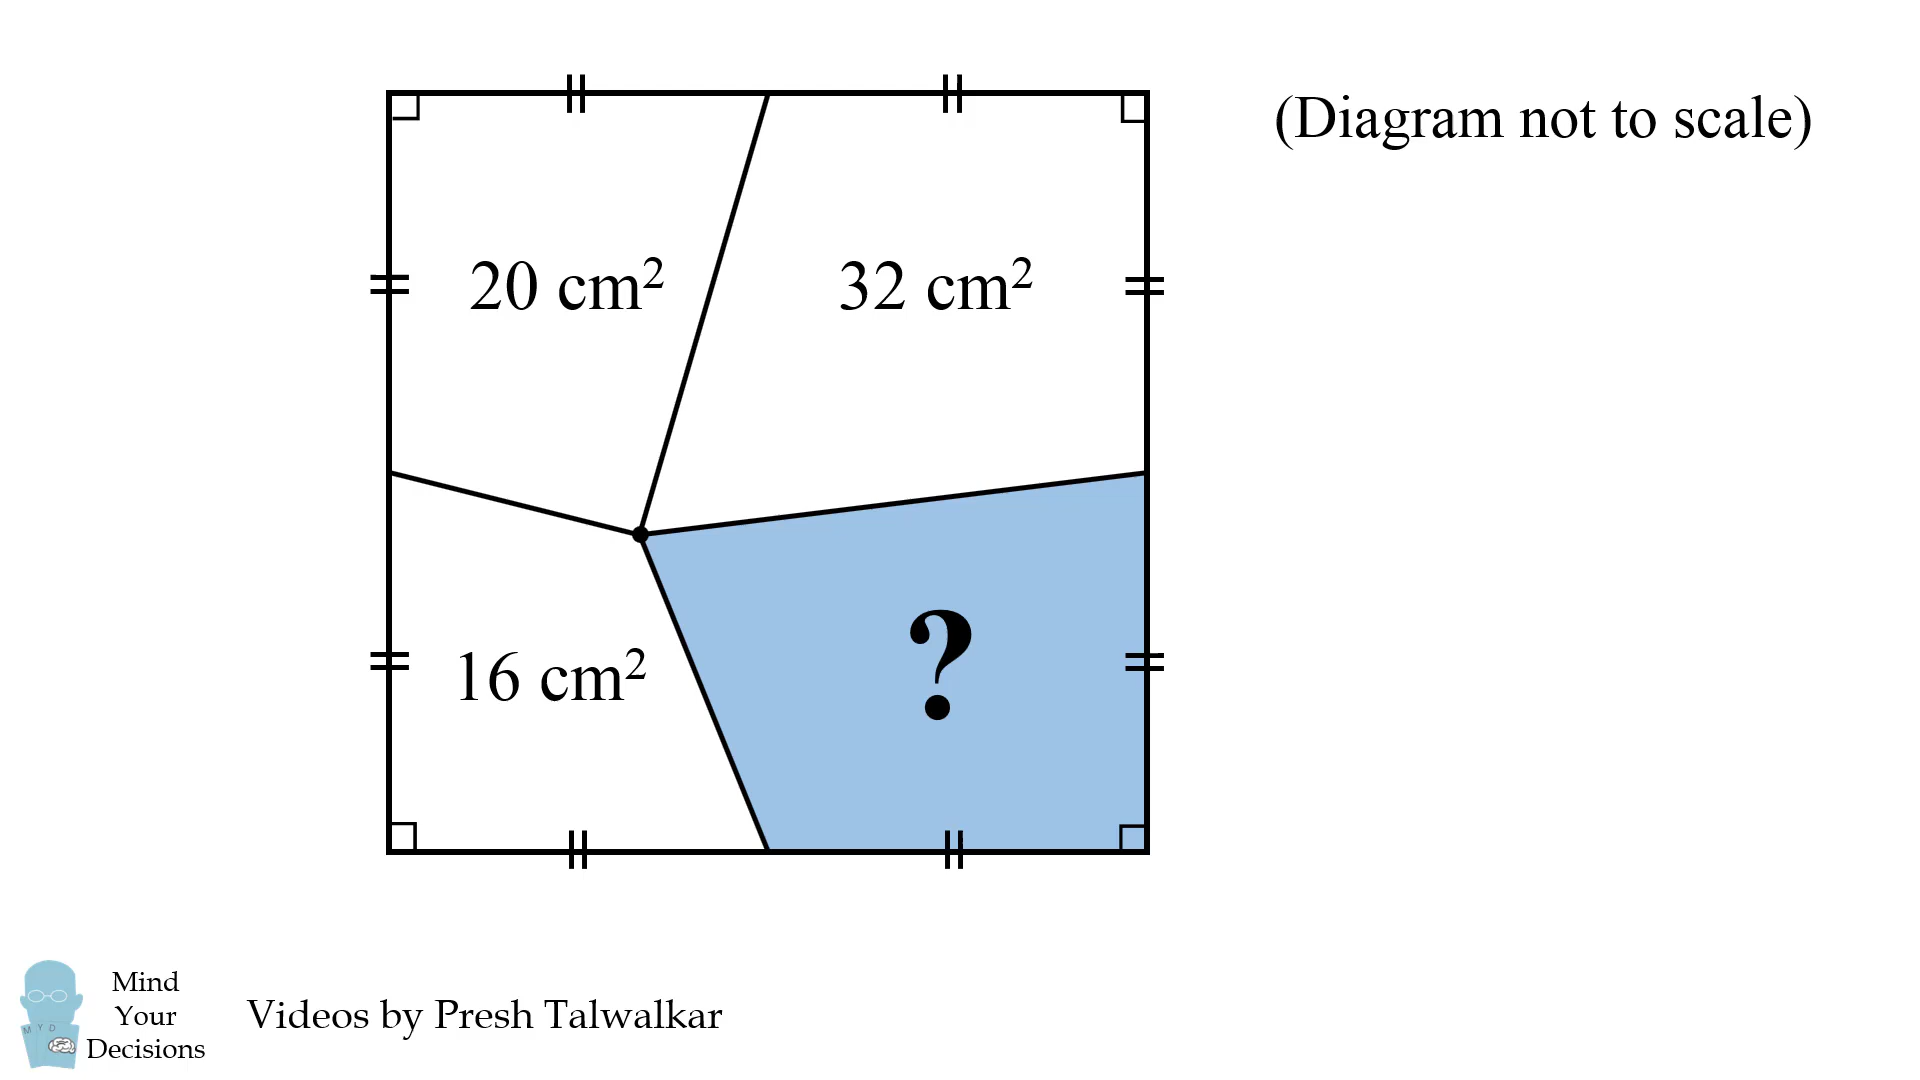 (Diagram not to scale)
20 cm²
32 cm²
16 cm²
?
M Y D
Mind
Your
Decisions
Videos by Presh Talwalkar